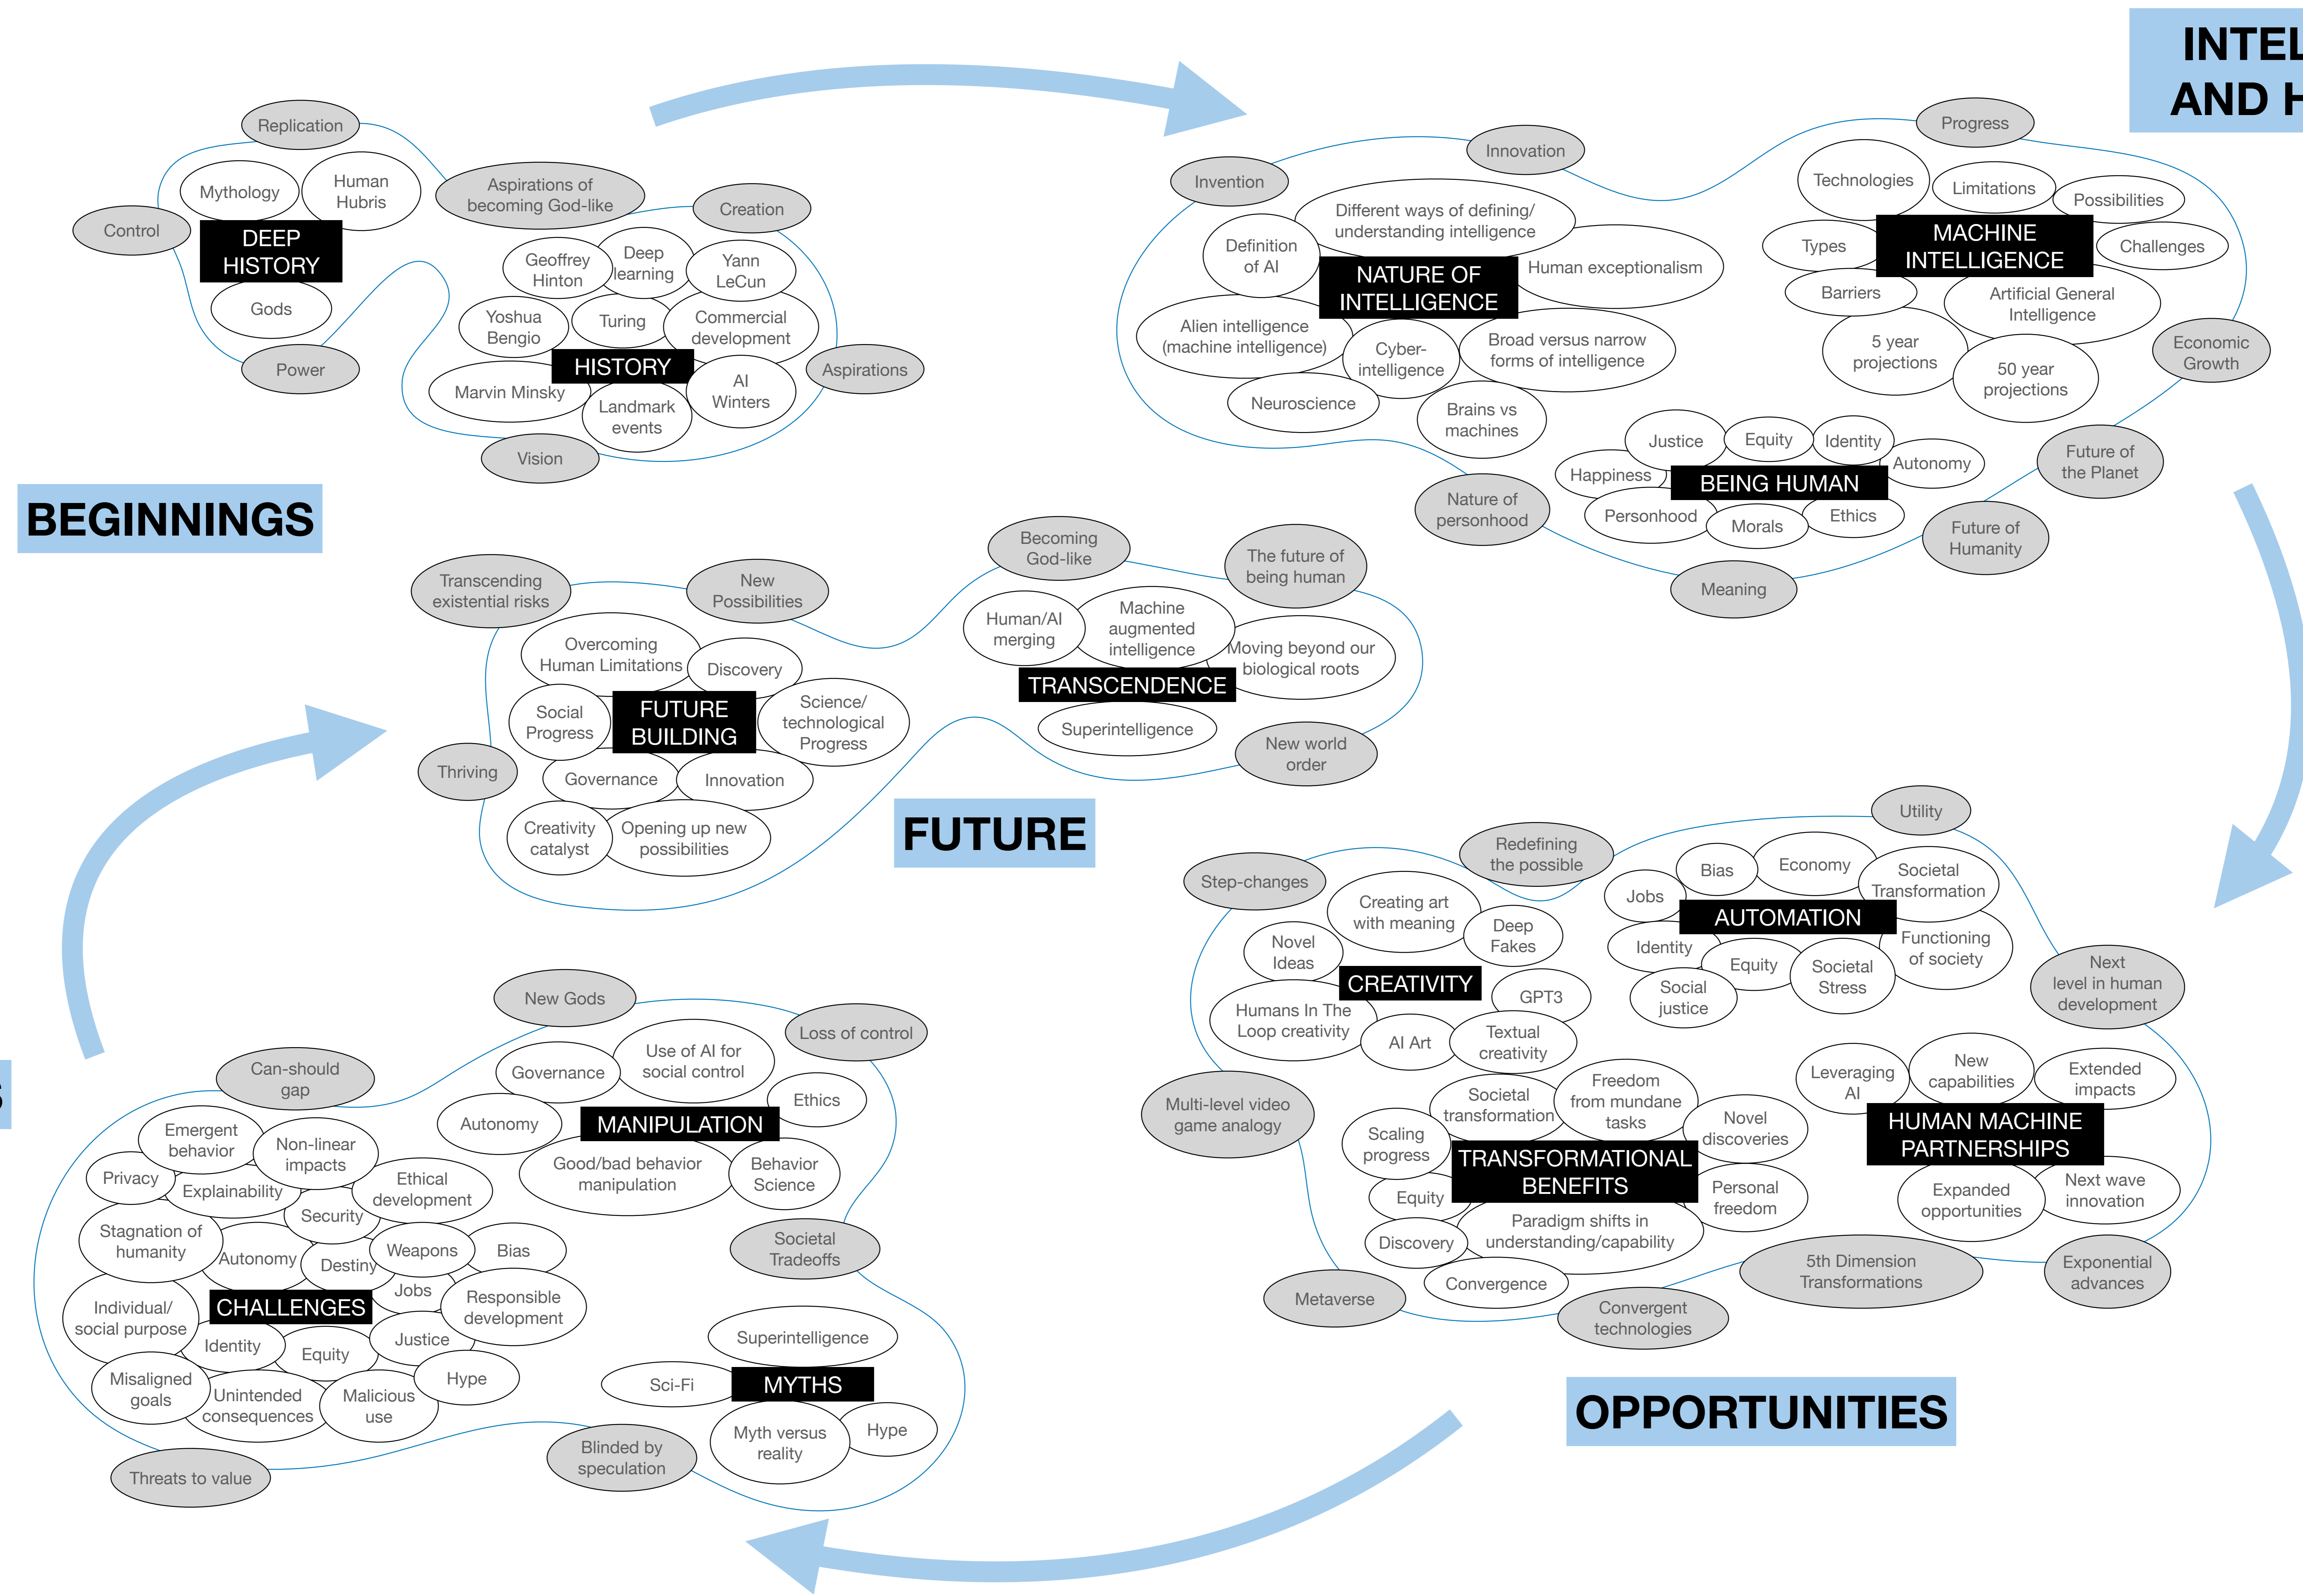 INTEL
AND H
Replication
Mythology
Human
Hubris
Control
DEEP
HISTORY
Gods
Power
Aspirations of
becoming God-like
Creation
Geoffrey
Hinton
Deep
learning
Yann
LeCun
Yoshua
Bengio
Turing
Commercial
development
HISTORY
Marvin Minsky
Landmark
events
AI
Winters
Aspirations
Vision
BEGINNINGS
Invention
Innovation
Different ways of defining/
understanding intelligence
Definition
of AI
NATURE OF
INTELLIGENCE
Human exceptionalism
Alien intelligence
(machine intelligence)
Cyber-
intelligence
Broad versus narrow
forms of intelligence
Neuroscience
Brains vs
machines
Progress
Technologies
Limitations
Possibilities
Types
MACHINE
INTELLIGENCE
Challenges
Barriers
Artificial General
Intelligence
5 year
projections
50 year
projections
Economic
Growth
Justice
Equity
Identity
Autonomy
Happiness
BEING HUMAN
Personhood
Morals
Ethics
Nature of
personhood
Future of
the Planet
Future of
Humanity
Meaning
Transcending
existential risks
New
Possibilities
Overcoming
Human Limitations
Discovery
Social
Progress
FUTURE
BUILDING
Science/
technological
Progress
Thriving
Governance
Innovation
Creativity
catalyst
Opening up new
possibilities
Becoming
God-like
The future of
being human
Human/AI
merging
Machine
augmented
intelligence
Moving beyond our
biological roots
TRANSCENDENCE
Superintelligence
New world
order
FUTURE
Step-changes
Redefining
the possible
Utility
Creating art
with meaning
Deep
Fakes
Novel
Ideas
CREATIVITY
GPT3
Humans In The
Loop creativity
AI Art
Textual
creativity
Jobs
Bias
Economy
Societal
Transformation
AUTOMATION
Identity
Equity
Societal
Stress
Functioning
of society
Social
justice
Next
level in human
development
Multi-level video
game analogy
Societal
transformation
Freedom
from mundane
tasks
Scaling
progress
Novel
discoveries
TRANSFORMATIONAL
BENEFITS
Equity
Personal
freedom
Discovery
Paradigm shifts in
understanding/capability
Convergence
Leveraging
AI
New
capabilities
Extended
impacts
HUMAN MACHINE
PARTNERSHIPS
Expanded
opportunities
Next wave
innovation
Metaverse
Convergent
technologies
5th Dimension
Transformations
Exponential
advances
OPPORTUNITIES
New Gods
Loss of control
Can-should
gap
Governance
Use of AI for
social control
Ethics
Autonomy
MANIPULATION
Good/bad behavior
manipulation
Behavior
Science
S
Emergent
behavior
Non-linear
impacts
Privacy
Explainability
Ethical
development
Security
Stagnation of
humanity
Autonomy
Destiny
Weapons
Bias
Jobs
Individual/
social purpose
CHALLENGES
Responsible
development
Identity
Equity
Justice
Misaligned
goals
Unintended
consequences
Malicious
use
Hype
Societal
Tradeoffs
Superintelligence
Sci-Fi
MYTHS
Myth versus
reality
Hype
Blinded by
speculation
Threats to value